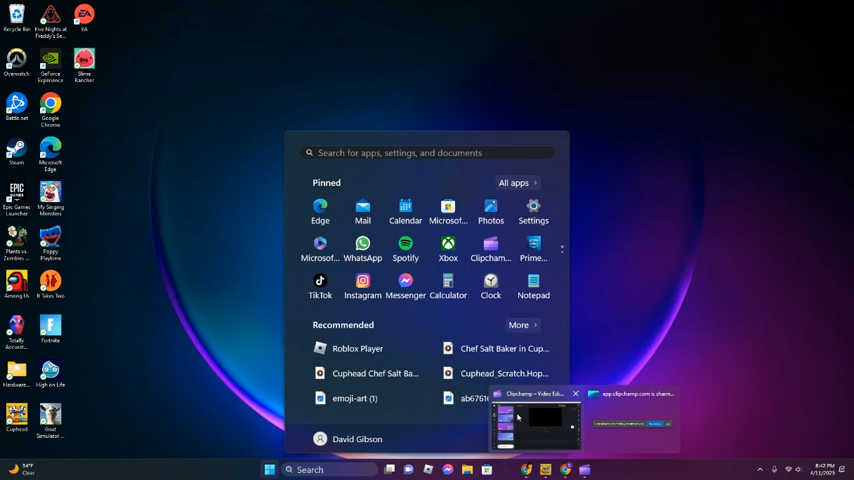 Recycle Bin
Five Nights at
Freddy's Se...
EA
Overwatch
GeForce
Experience
Slime
Rancher
Battle.net
Google
Chrome
Steam
Microsoft
Edge
Epic Games
Launcher
My Singing
Monsters
Plants vs.
Zombies ...
Poppy
Playtime
Among Us
It Takes Two
Totally
Accurat...
Fortnite
Hardware...
High on Life
Cuphead
Goat
Simulator ...
Search for apps, settings, and documents
Pinned
All apps
Edge
Mail
Calendar
Microsof...
Photos
Settings
Microsof...
WhatsApp
Spotify
Xbox
Clipcham...
Prime...
TikTok
Instagram
Messenger
Calculator
Clock
Notepad
Recommended
More
Roblox Player
Chef Salt Baker in Cup...
Cuphead Chef Salt Ba...
Cuphead_Scratch.Hop...
emoji-art (1)
ab6761
Clipchamp – Video Edi...
app.clipchamp.com is sharin...
David Gibson
34°F
Clear
Search
8:42 PM
4/11/2023